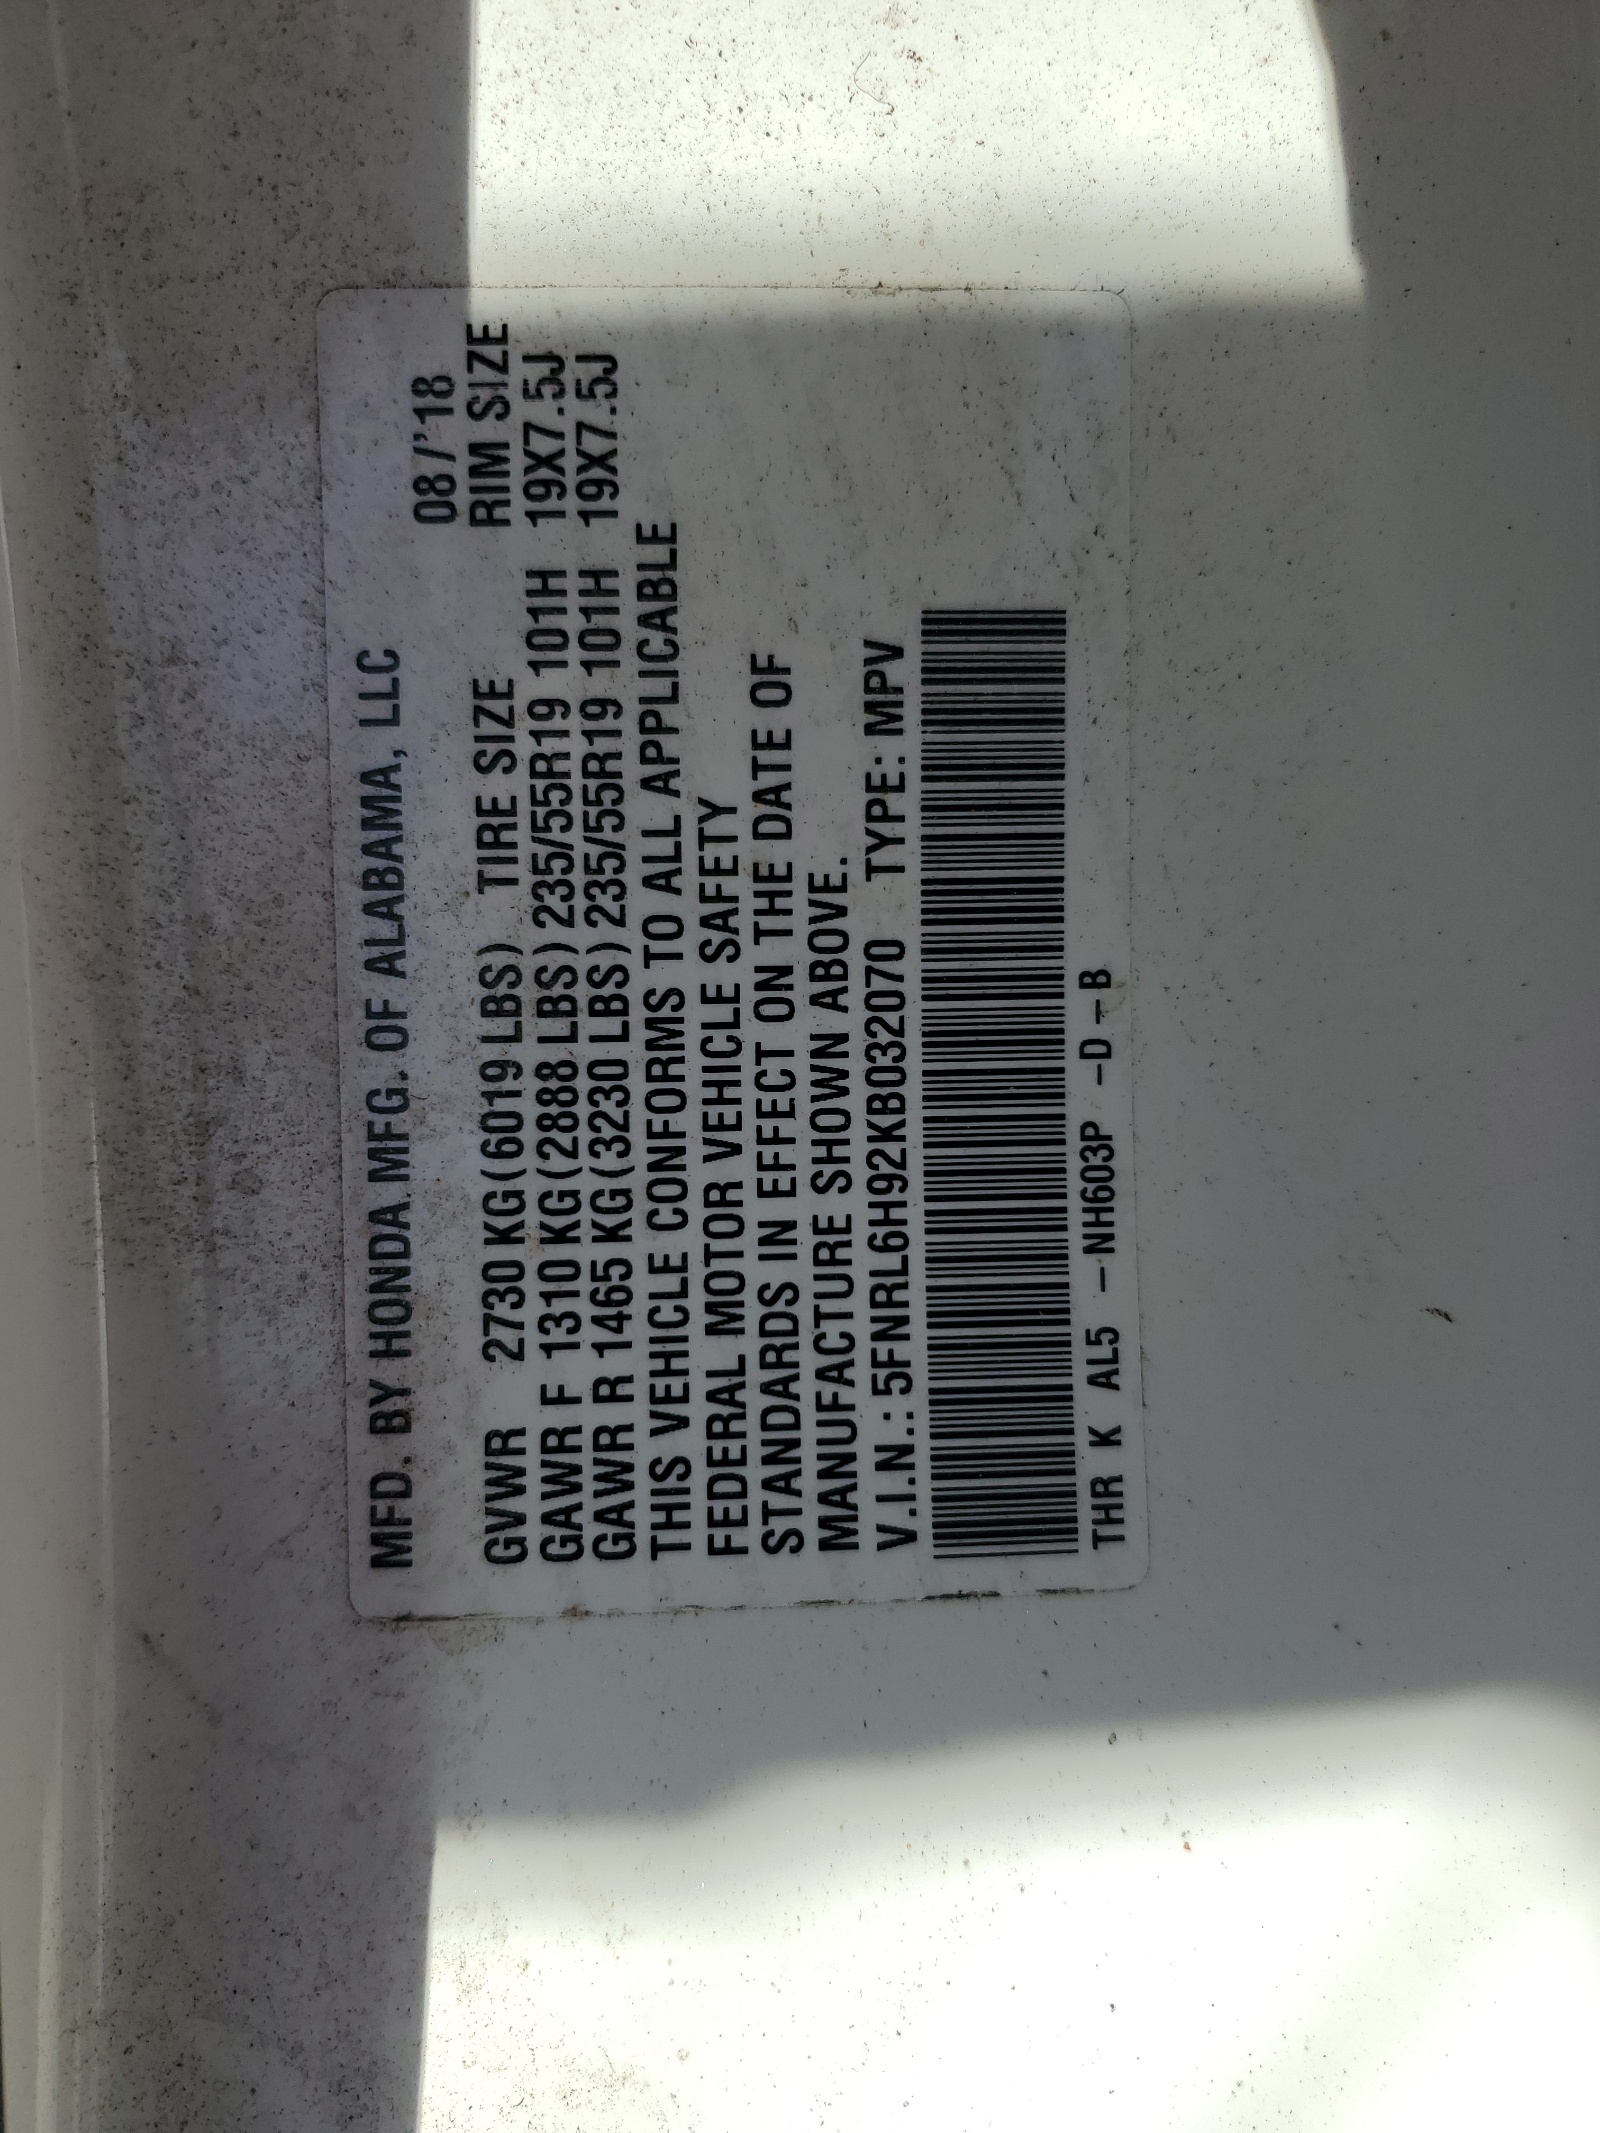 MFD. BY HONDA MFG. OF ALABAMA, LLC
08/'18
GVWR 2730 KG (6019 LBS) TIRE SIZE RIM SIZE
GAWR F 1310 KG (2888 LBS) 235/55R19 101H 19X7.5J
GAWR R 1465 KG (3230 LBS) 235/55R19 101H 19X7.5J
THIS VEHICLE CONFORMS TO ALL APPLICABLE
FEDERAL MOTOR VEHICLE SAFETY
STANDARDS IN EFFECT ON THE DATE OF
MANUFACTURE SHOWN ABOVE.
V.I.N.: 5FNRL6H92KB032070 TYPE: MPV
THR K AL5 –NH603P –D –B